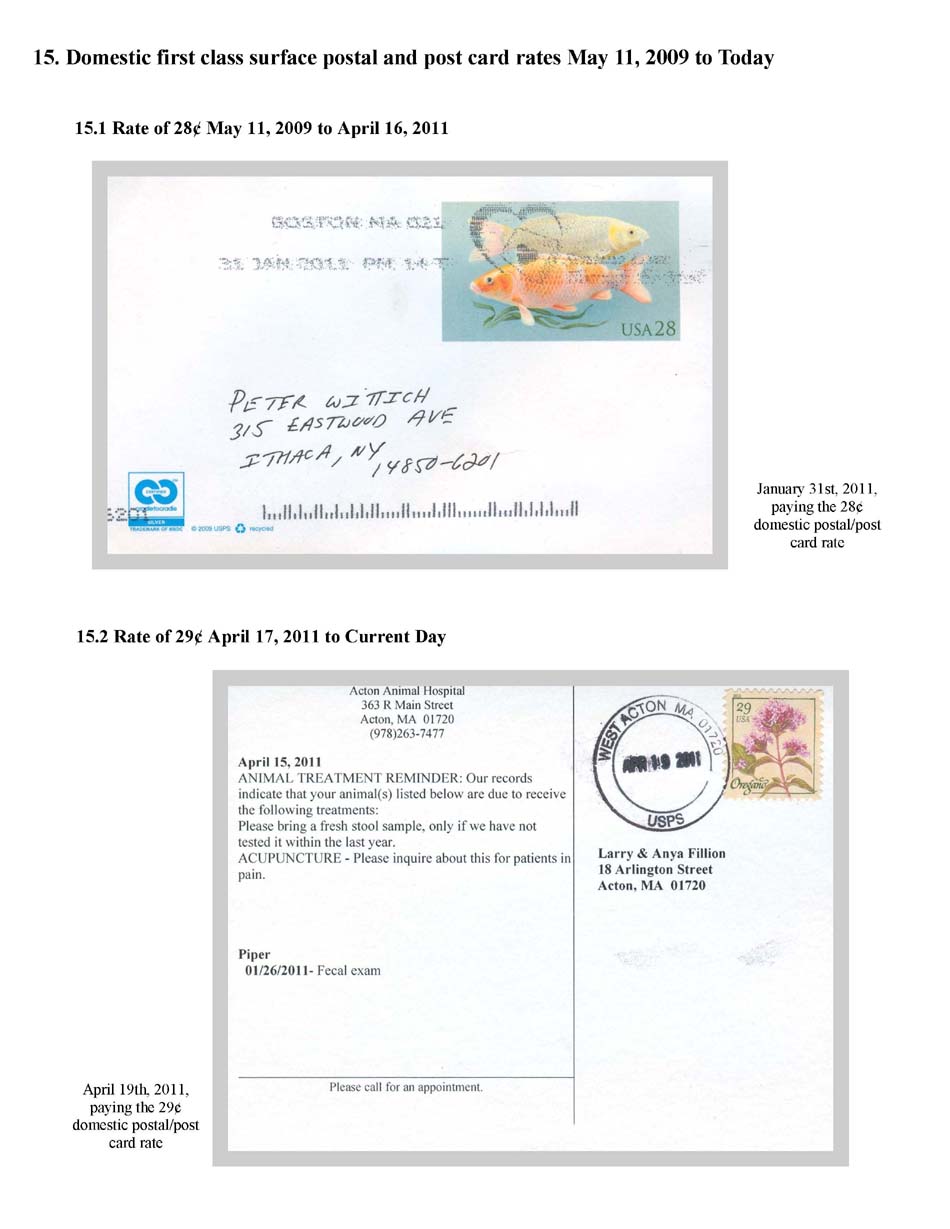 15. Domestic first class surface postal and post card rates May 11, 2009 to Today
15.1 Rate of 28¢ May 11, 2009 to April 16, 2011
BOSTON MA 021
31 JAN 2011 PM 14 T
USA 28
PETER WITTICH
315 EASTWOOD AVE
ITHACA, NY
14850-6201
CERTIFIED
cradletocradle
SILVER
TRADEMARK OF MBDC
© 2009 USPS
recycled
6201
January 31st, 2011,
paying the 28¢
domestic postal/post
card rate
15.2 Rate of 29¢ April 17, 2011 to Current Day
Acton Animal Hospital
363 R Main Street
Acton, MA 01720
(978)263-7477
April 15, 2011
ANIMAL TREATMENT REMINDER: Our records
indicate that your animal(s) listed below are due to receive
the following treatments:
Please bring a fresh stool sample, only if we have not
tested it within the last year.
ACUPUNCTURE - Please inquire about this for patients in
pain.
Piper
01/26/2011- Fecal exam
Please call for an appointment.
WEST ACTON MA 01720
APR 19 2011
USPS
29
USA
Oregano
Larry & Anya Fillion
18 Arlington Street
Acton, MA 01720
April 19th, 2011,
paying the 29¢
domestic postal/post
card rate